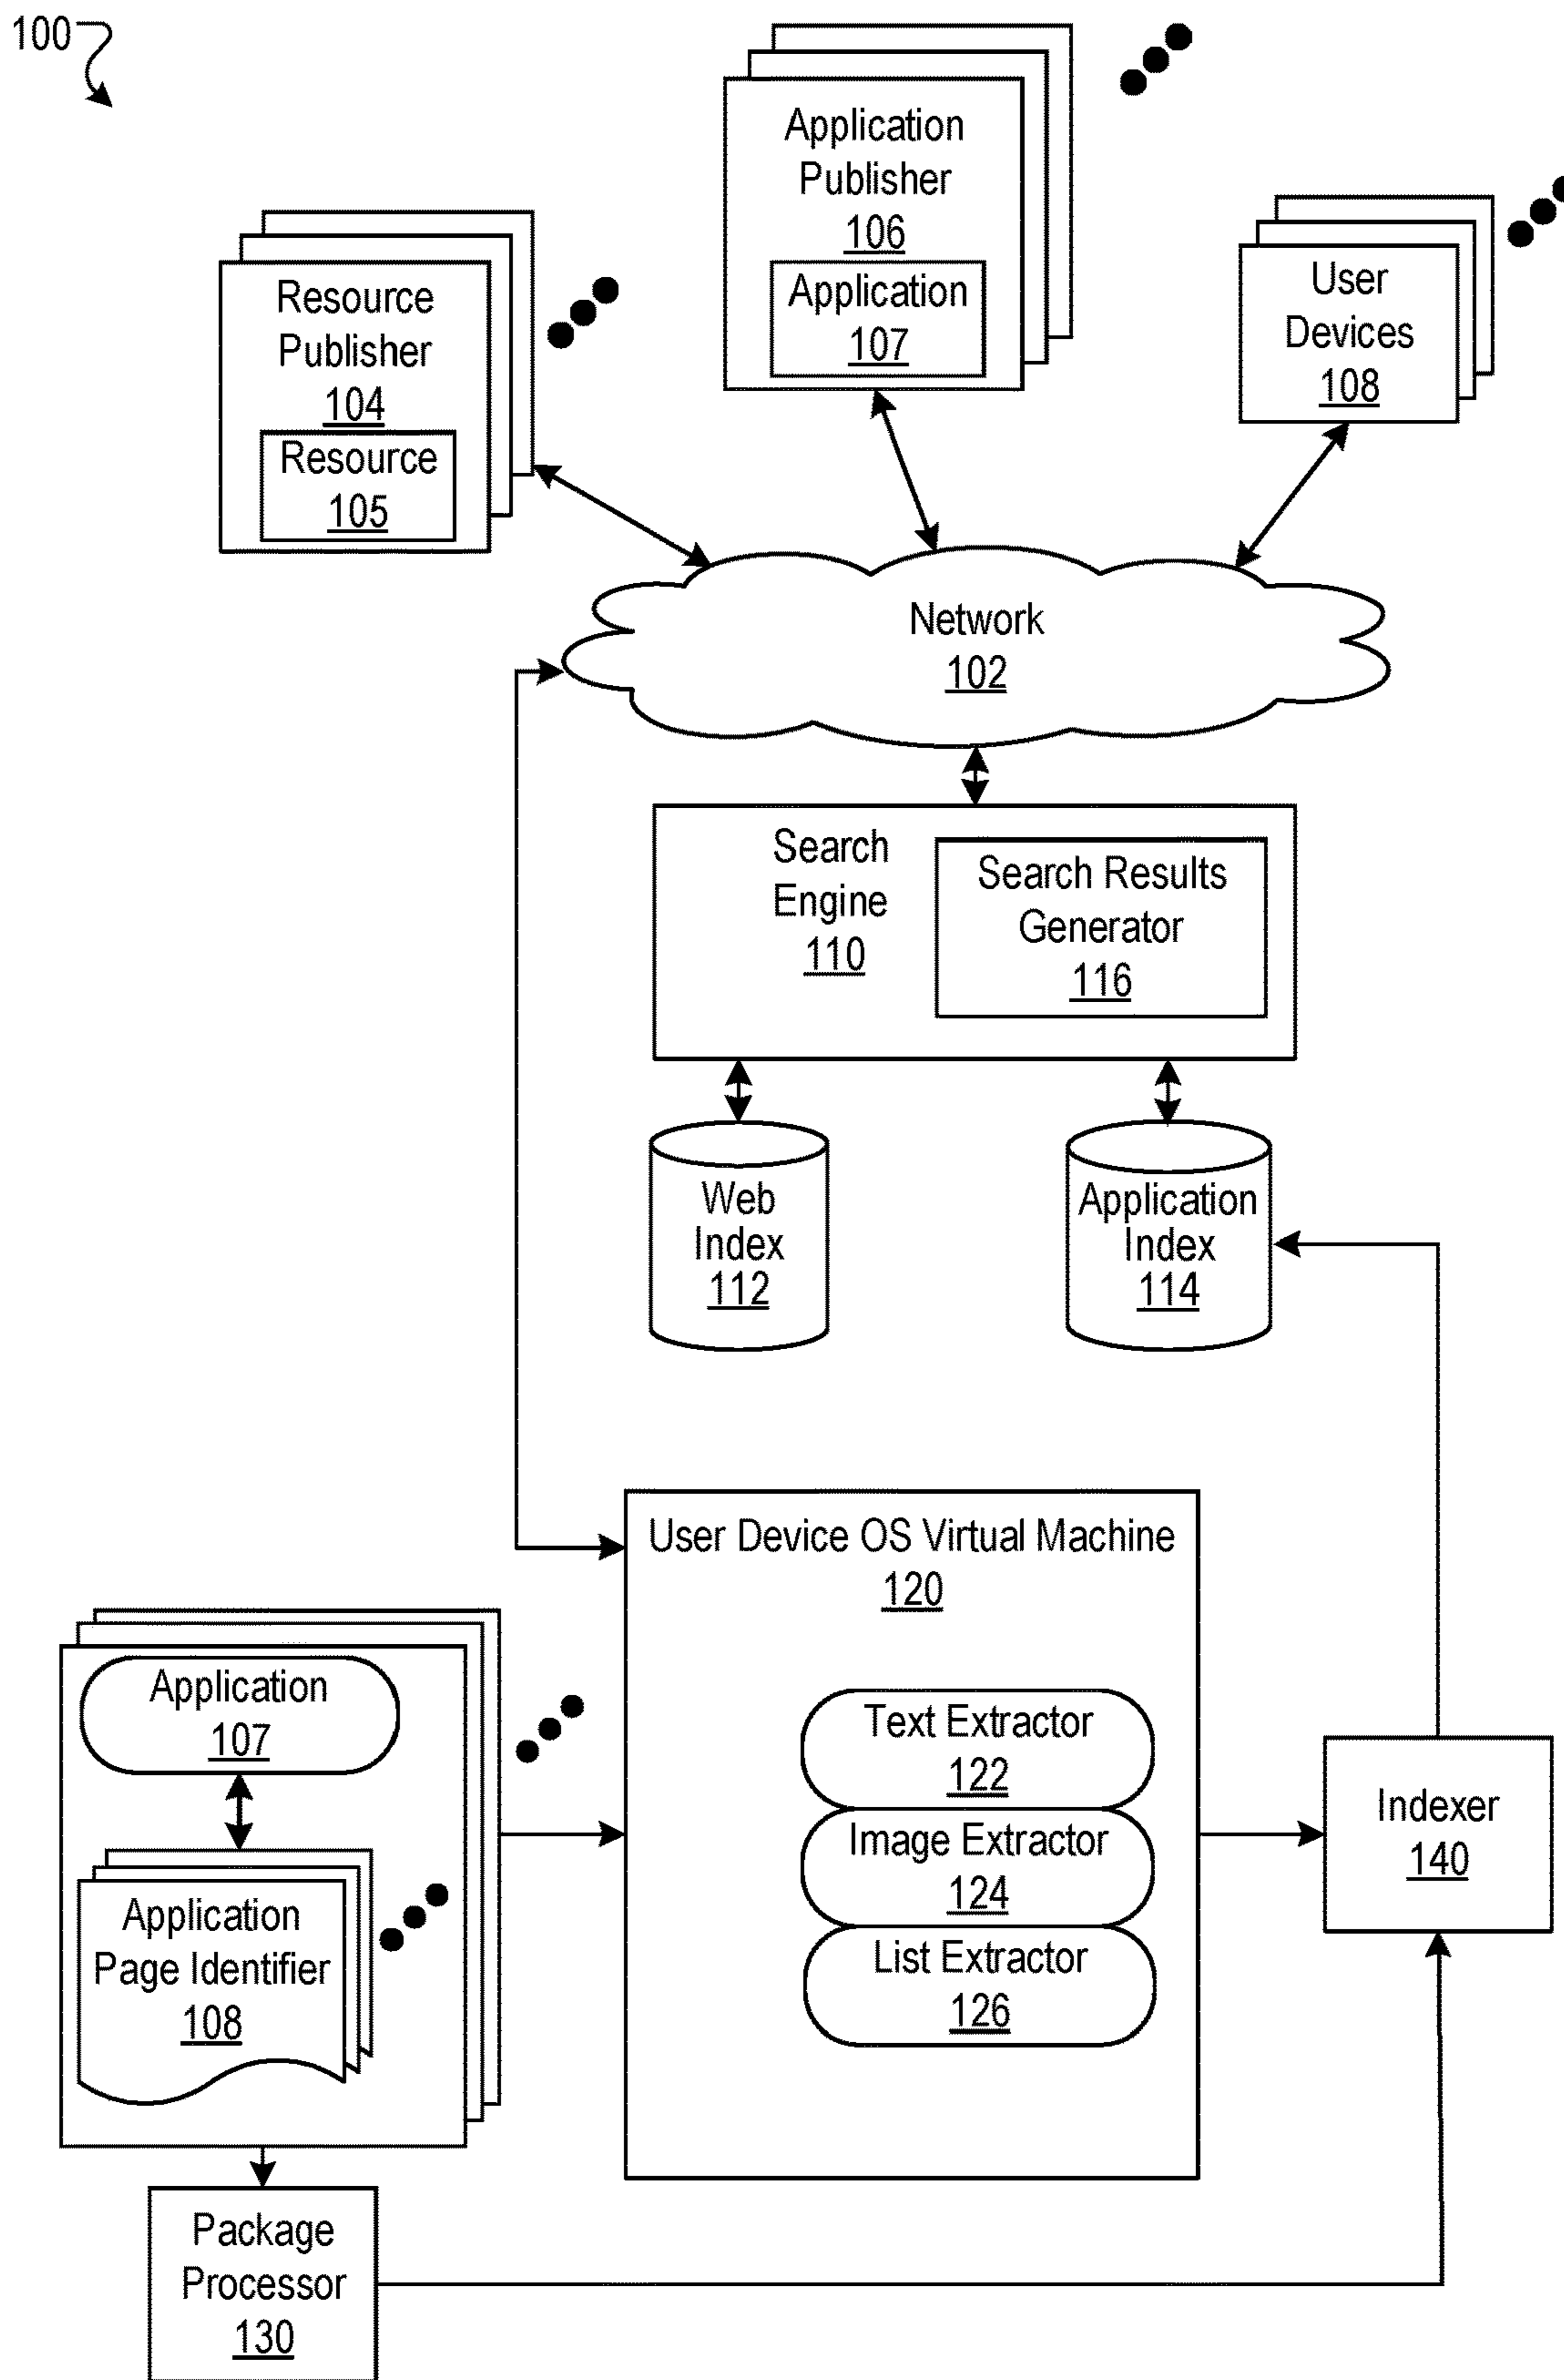 100
Application
Publisher
106
Application
107
Resource
Publisher
104
Resource
105
User
Devices
108
Network
102
Search
Engine
110
Search Results
Generator
116
Web
Index
112
Application
Index
114
User Device OS Virtual Machine
120
Application
107
Text Extractor
122
Image Extractor
124
List Extractor
126
Application
Page Identifier
108
Indexer
140
Package
Processor
130